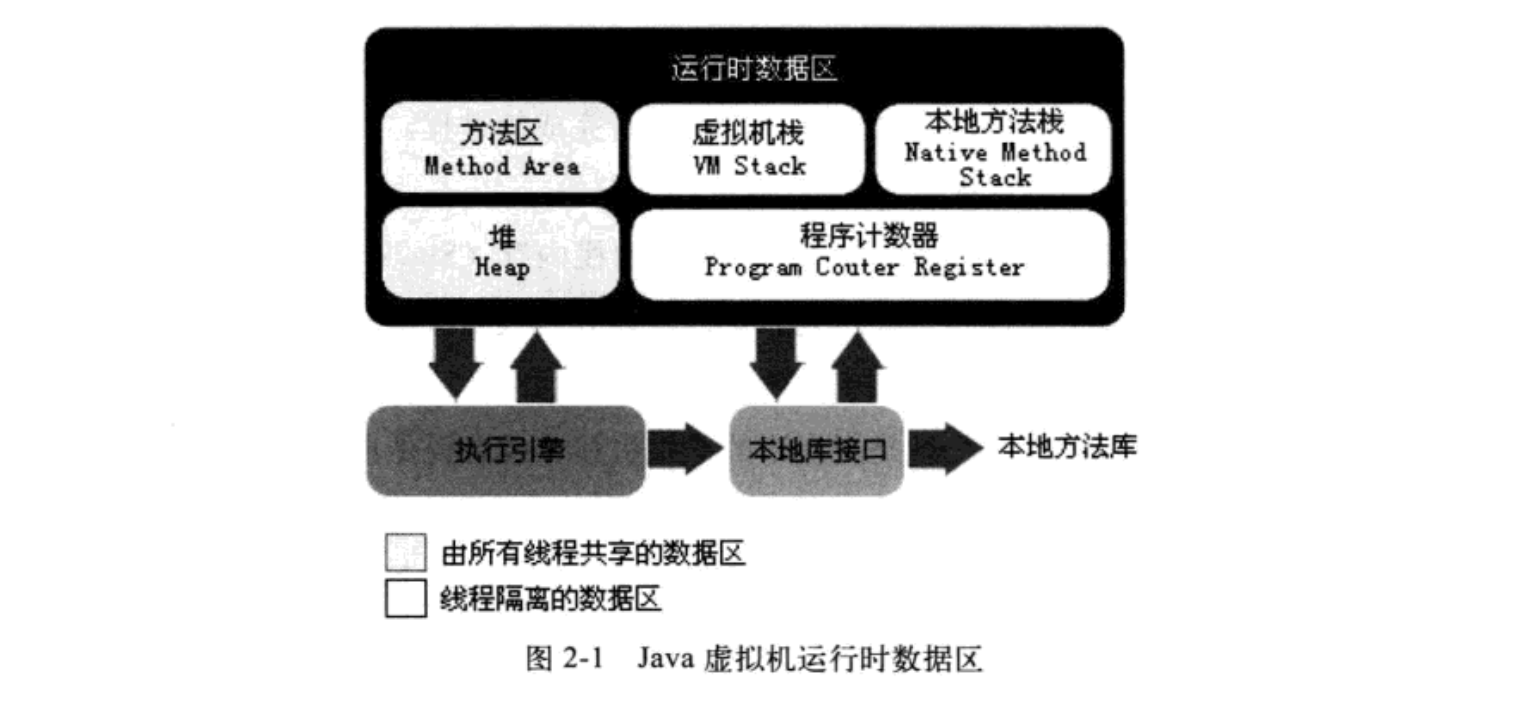 运行时数据区
方法区
Method Area
虚拟机栈
VM Stack
本地方法栈
Native Method
Stack
堆
Heap
程序计数器
Program Couter Register
执行引擎
本地库接口
本地方法库
由所有线程共享的数据区
线程隔离的数据区
图 2-1 Java 虚拟机运行时数据区